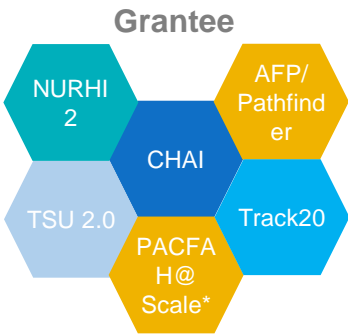 Grantee
NURHI
2
AFP/
Pathfind
er
CHAI
TSU 2.0
Track20
PACFA
H@
Scale*